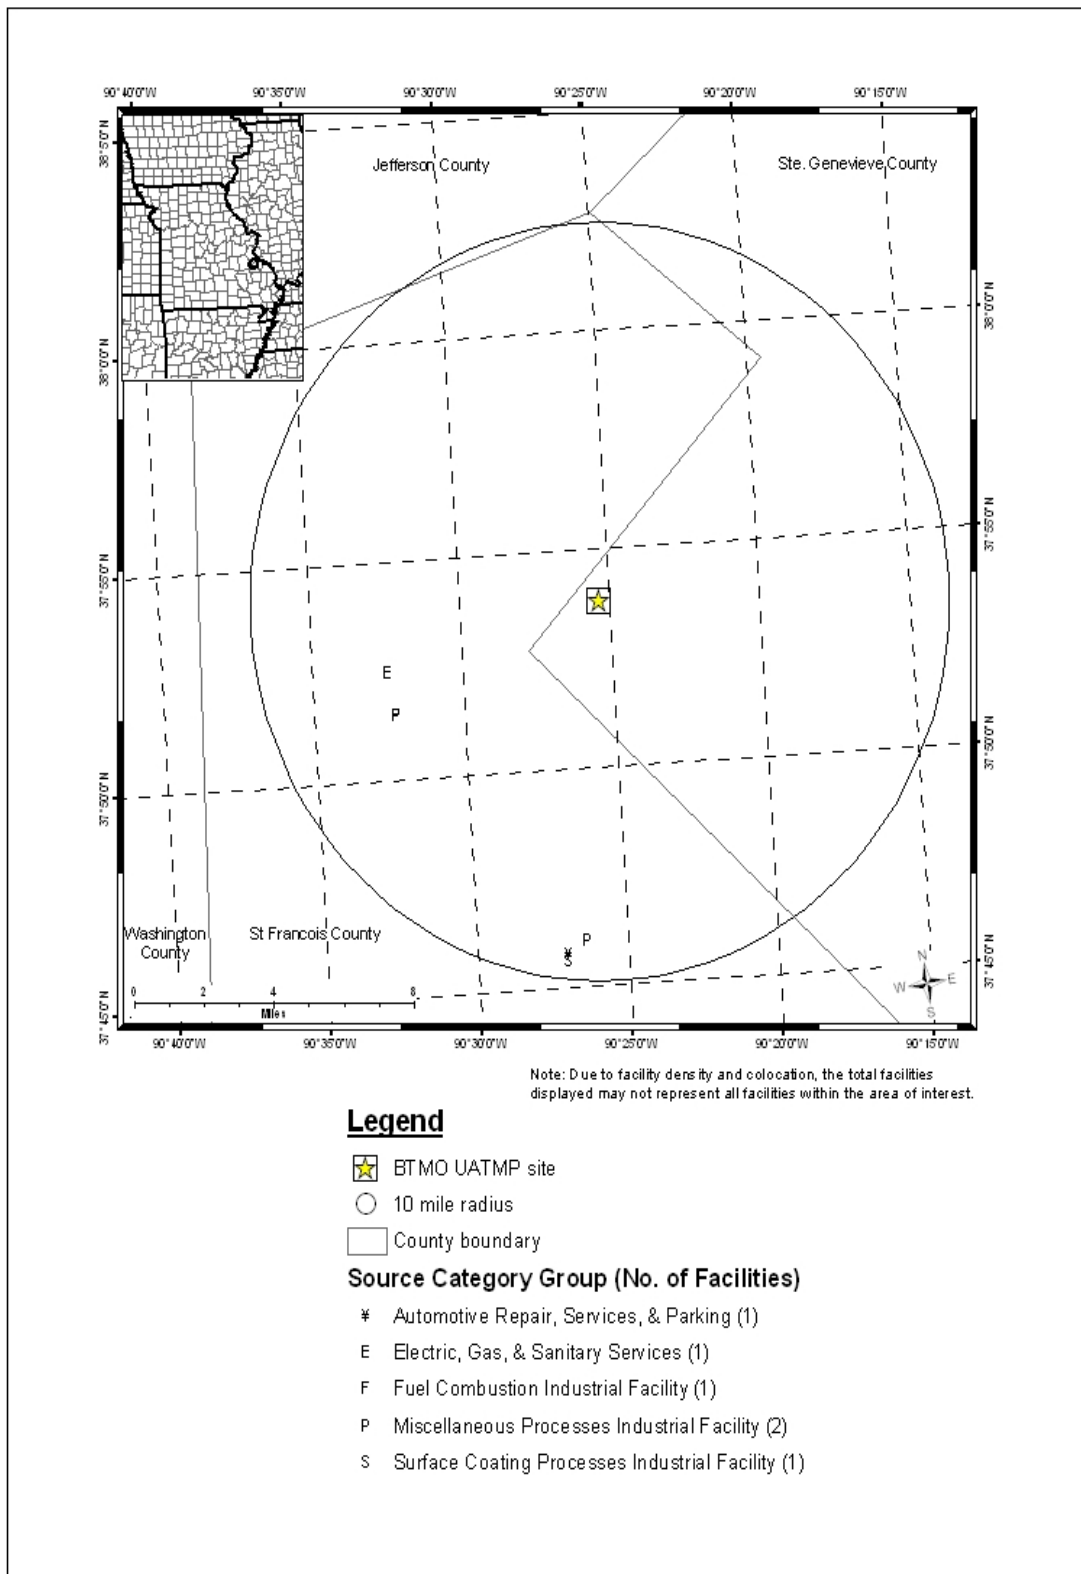 90°40'0"W 90°35'0"W 90°30'0"W 90°25'0"W 90°20'0"W 90°15'0"W
38°5'0"N
Jefferson County
Ste. Genevieve County
38°0'0"N
38°0'0"N
37°55'0"N
37°55'0"N
E
P
37°50'0"N
37°50'0"N
Washington
County
St Francois County
P
¥
S
37°45'0"N
N
W E
S
0 2 4 6 8
Miles
37°45'0"N
90°40'0"W 90°35'0"W 90°30'0"W 90°25'0"W 90°20'0"W 90°15'0"W
Note: Due to facility density and colocation, the total facilities
displayed may not represent all facilities within the area of interest.
Legend
BTMO UATMP site
10 mile radius
County boundary
Source Category Group (No. of Facilities)
¥ Automotive Repair, Services, & Parking (1)
E Electric, Gas, & Sanitary Services (1)
F Fuel Combustion Industrial Facility (1)
P Miscellaneous Processes Industrial Facility (2)
S Surface Coating Processes Industrial Facility (1)